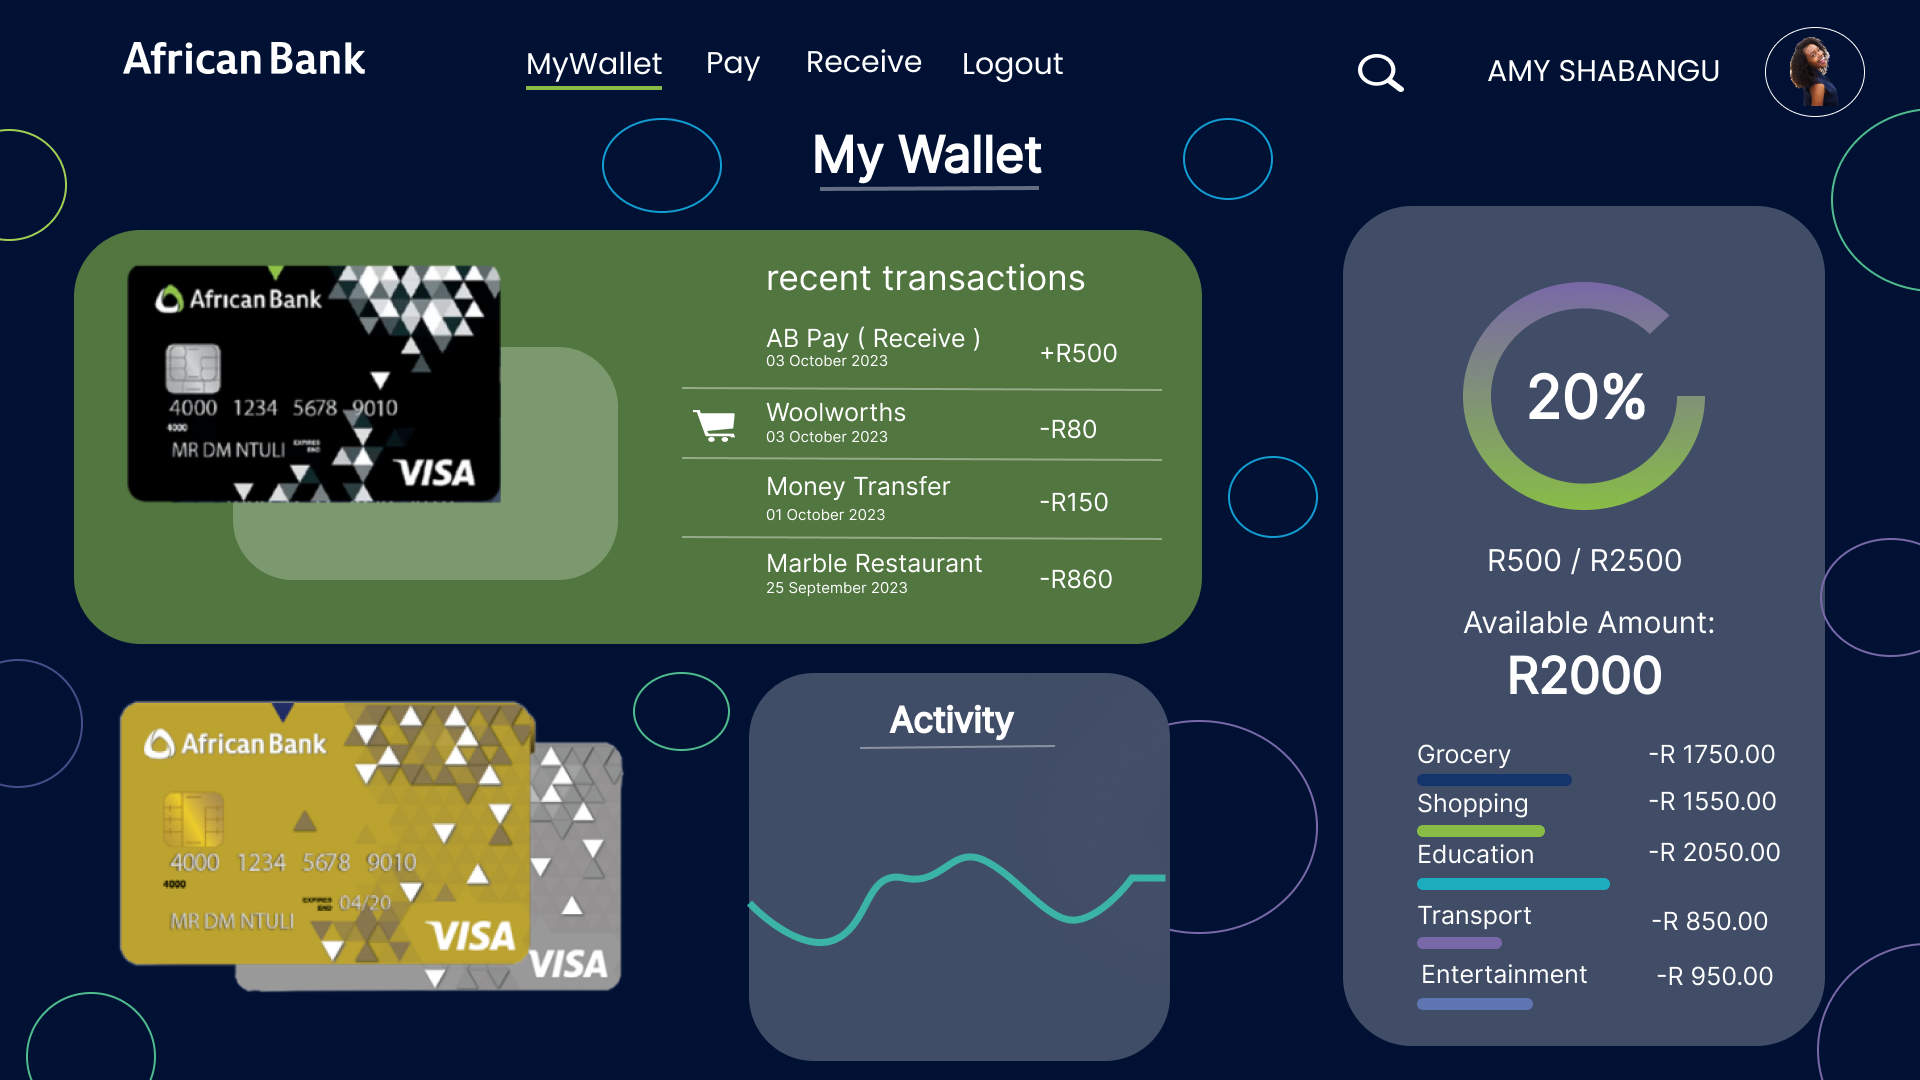 African Bank
MyWallet Pay Receive Logout
AMY SHABANGU
My Wallet
African Bank
4000 1234 5678 9010
4000
MR DM NTULI
EXPIRES
END
VISA
recent transactions
AB Pay ( Receive )
03 October 2023
+R500
Woolworths
03 October 2023
-R80
Money Transfer
01 October 2023
-R150
Marble Restaurant
25 September 2023
-R860
African Bank
4000 1234 5678 9010
4000
EXPIRES
END
04/20
MR DM NTULI
VISA
VISA
Activity
20%
R500 / R2500
Available Amount:
R2000
Grocery -R 1750.00
Shopping -R 1550.00
Education -R 2050.00
Transport -R 850.00
Entertainment -R 950.00